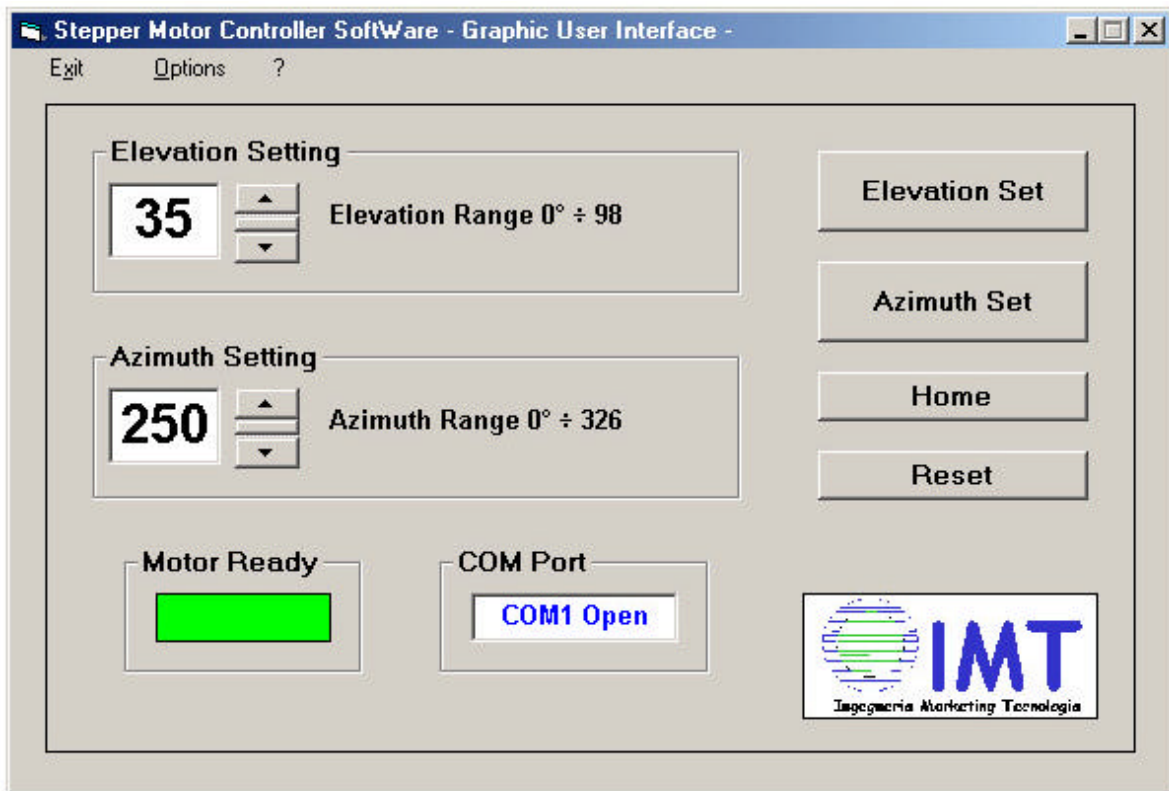 Stepper Motor Controller SoftWare - Graphic User Interface -
Exit Options ?
Elevation Setting
35
Elevation Range 0° ÷ 98
Elevation Set
Azimuth Set
Azimuth Setting
250
Azimuth Range 0° ÷ 326
Home
Reset
Motor Ready
COM Port
COM1 Open
IMT
Ingegneria Marketing Tecnologia